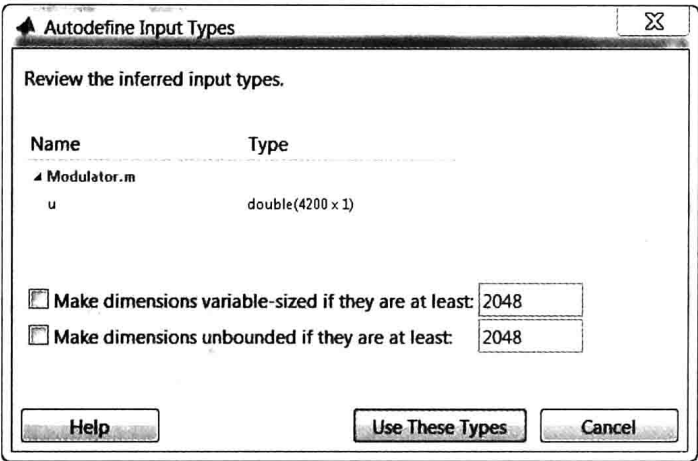 Autodefine Input Types
Review the inferred input types.
Name Type
Modulator.m
u double(4200 x 1)
Make dimensions variable-sized if they are at least: 2048
Make dimensions unbounded if they are at least: 2048
Help Use These Types Cancel